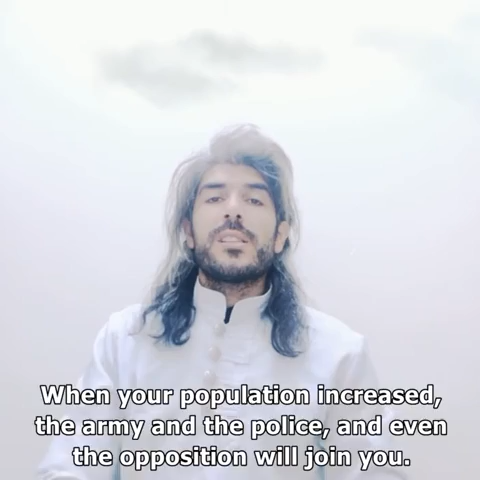 When your population increased,
the army and the police, and even
the opposition will join you.